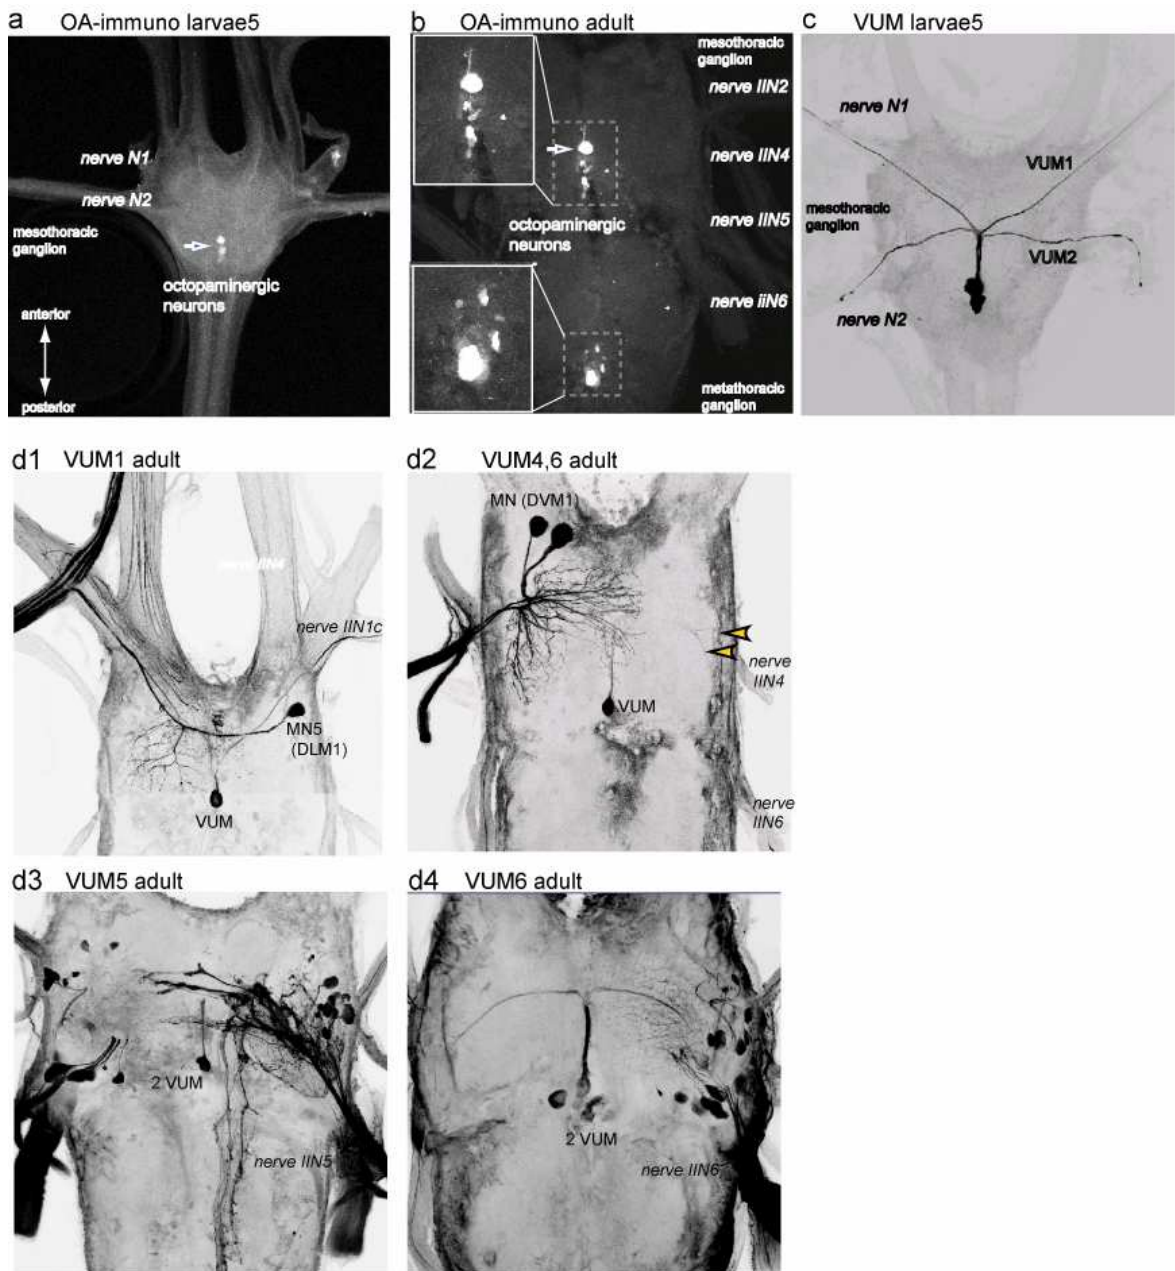 a OA-immuno larvae5
nerve N1
nerve N2
mesothoracic
ganglion
octopaminergic
neurons
anterior
posterior
b OA-immuno adult
mesothoracic
ganglion
nerve IIN2
nerve IIN4
nerve IIN5
octopaminergic
neurons
nerve iiN6
metathoracic
ganglion
c VUM larvae5
nerve N1
VUM1
mesothoracic
ganglion
VUM2
nerve N2
d1 VUM1 adult
nerve IIN4
nerve IIN1c
MN5
(DLM1)
VUM
d2 VUM4,6 adult
MN (DVM1)
nerve
IIN4
VUM
nerve
IIN6
d3 VUM5 adult
2 VUM
nerve IIN5
d4 VUM6 adult
2 VUM
nerve IIN6